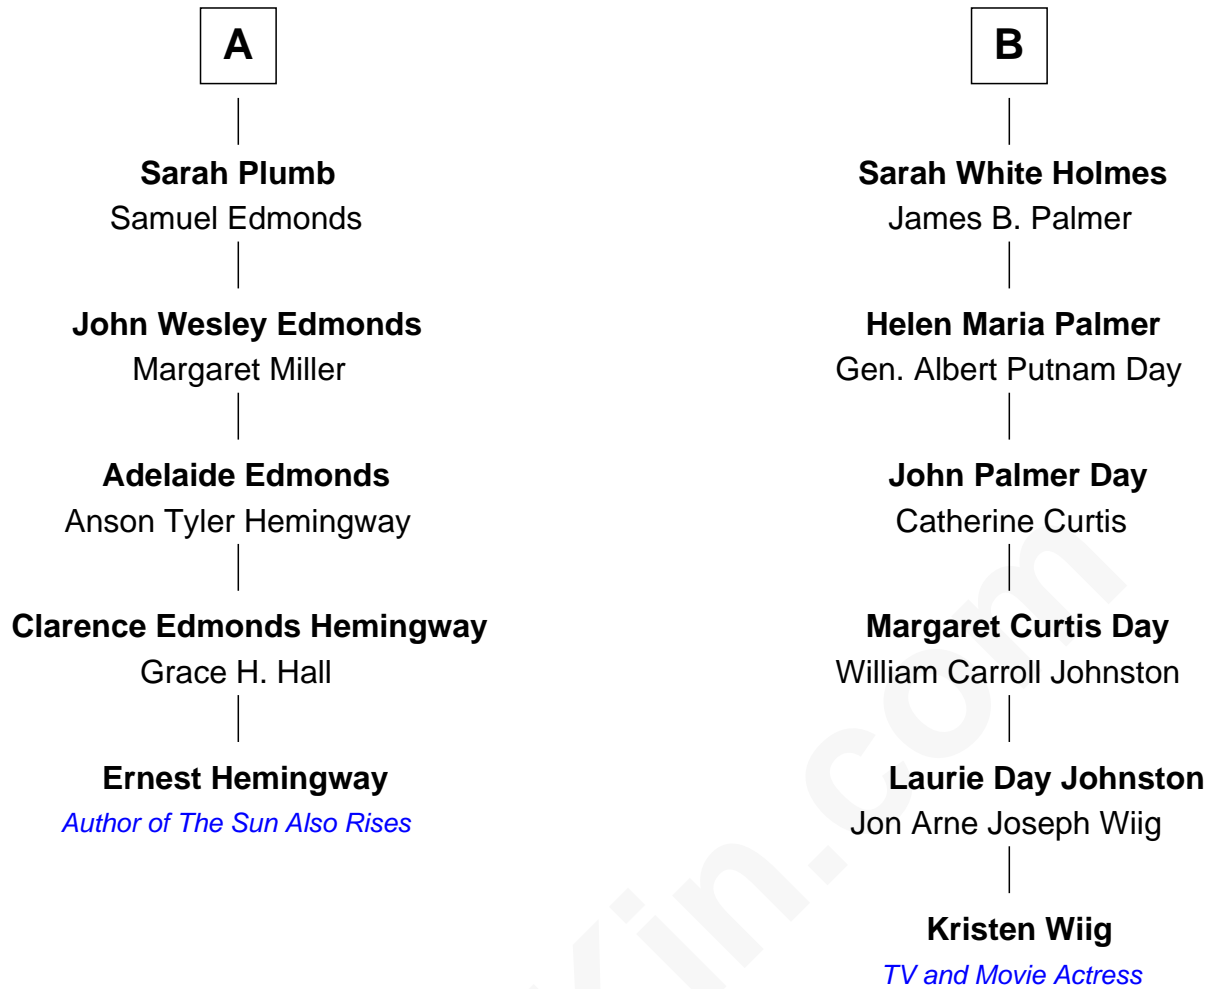 A
Sarah Plumb
Samuel Edmonds
John Wesley Edmonds
Margaret Miller
Adelaide Edmonds
Anson Tyler Hemingway
Clarence Edmonds Hemingway
Grace H. Hall
Ernest Hemingway
Author of The Sun Also Rises
B
Sarah White Holmes
James B. Palmer
Helen Maria Palmer
Gen. Albert Putnam Day
John Palmer Day
Catherine Curtis
Margaret Curtis Day
William Carroll Johnston
Laurie Day Johnston
Jon Arne Joseph Wiig
Kristen Wiig
TV and Movie Actress
Kin.com